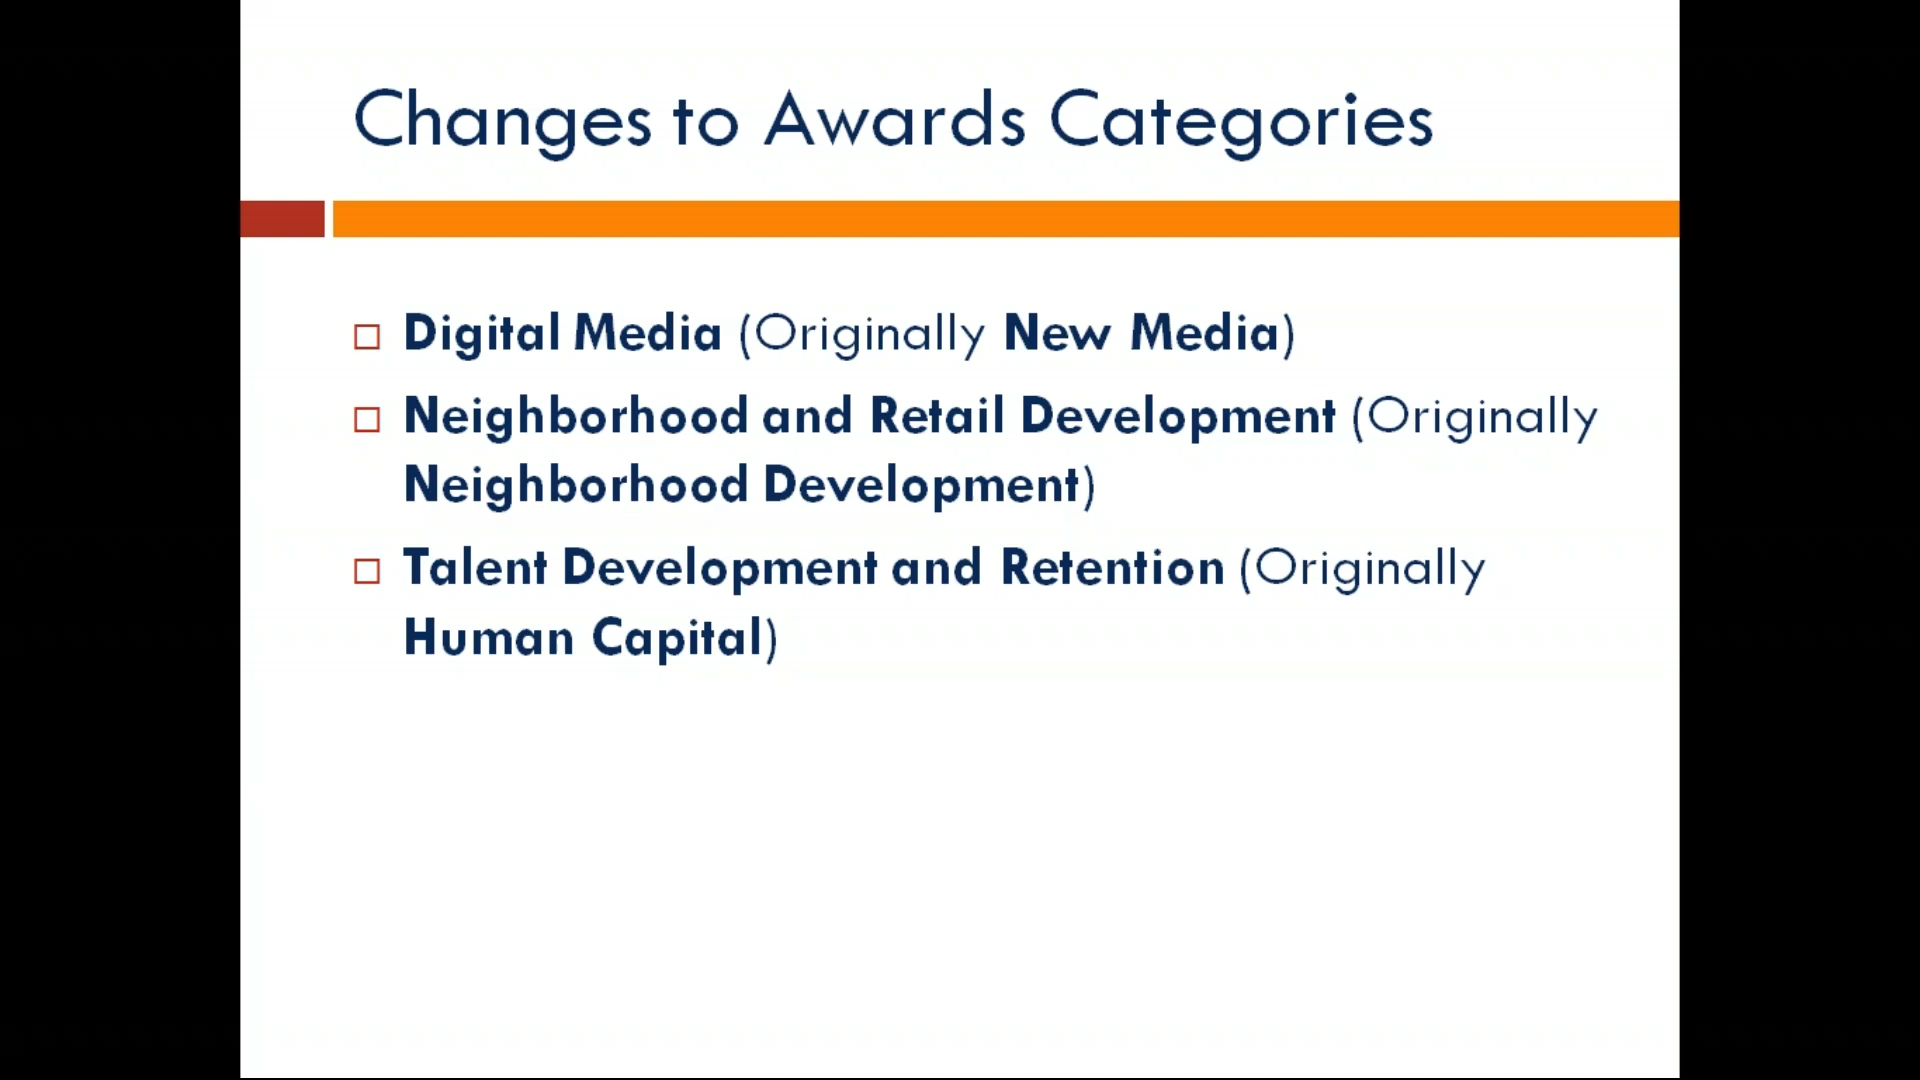 Changes to Awards Categories
Digital Media (Originally New Media)
Neighborhood and Retail Development (Originally
Neighborhood Development)
Talent Development and Retention (Originally
Human Capital)